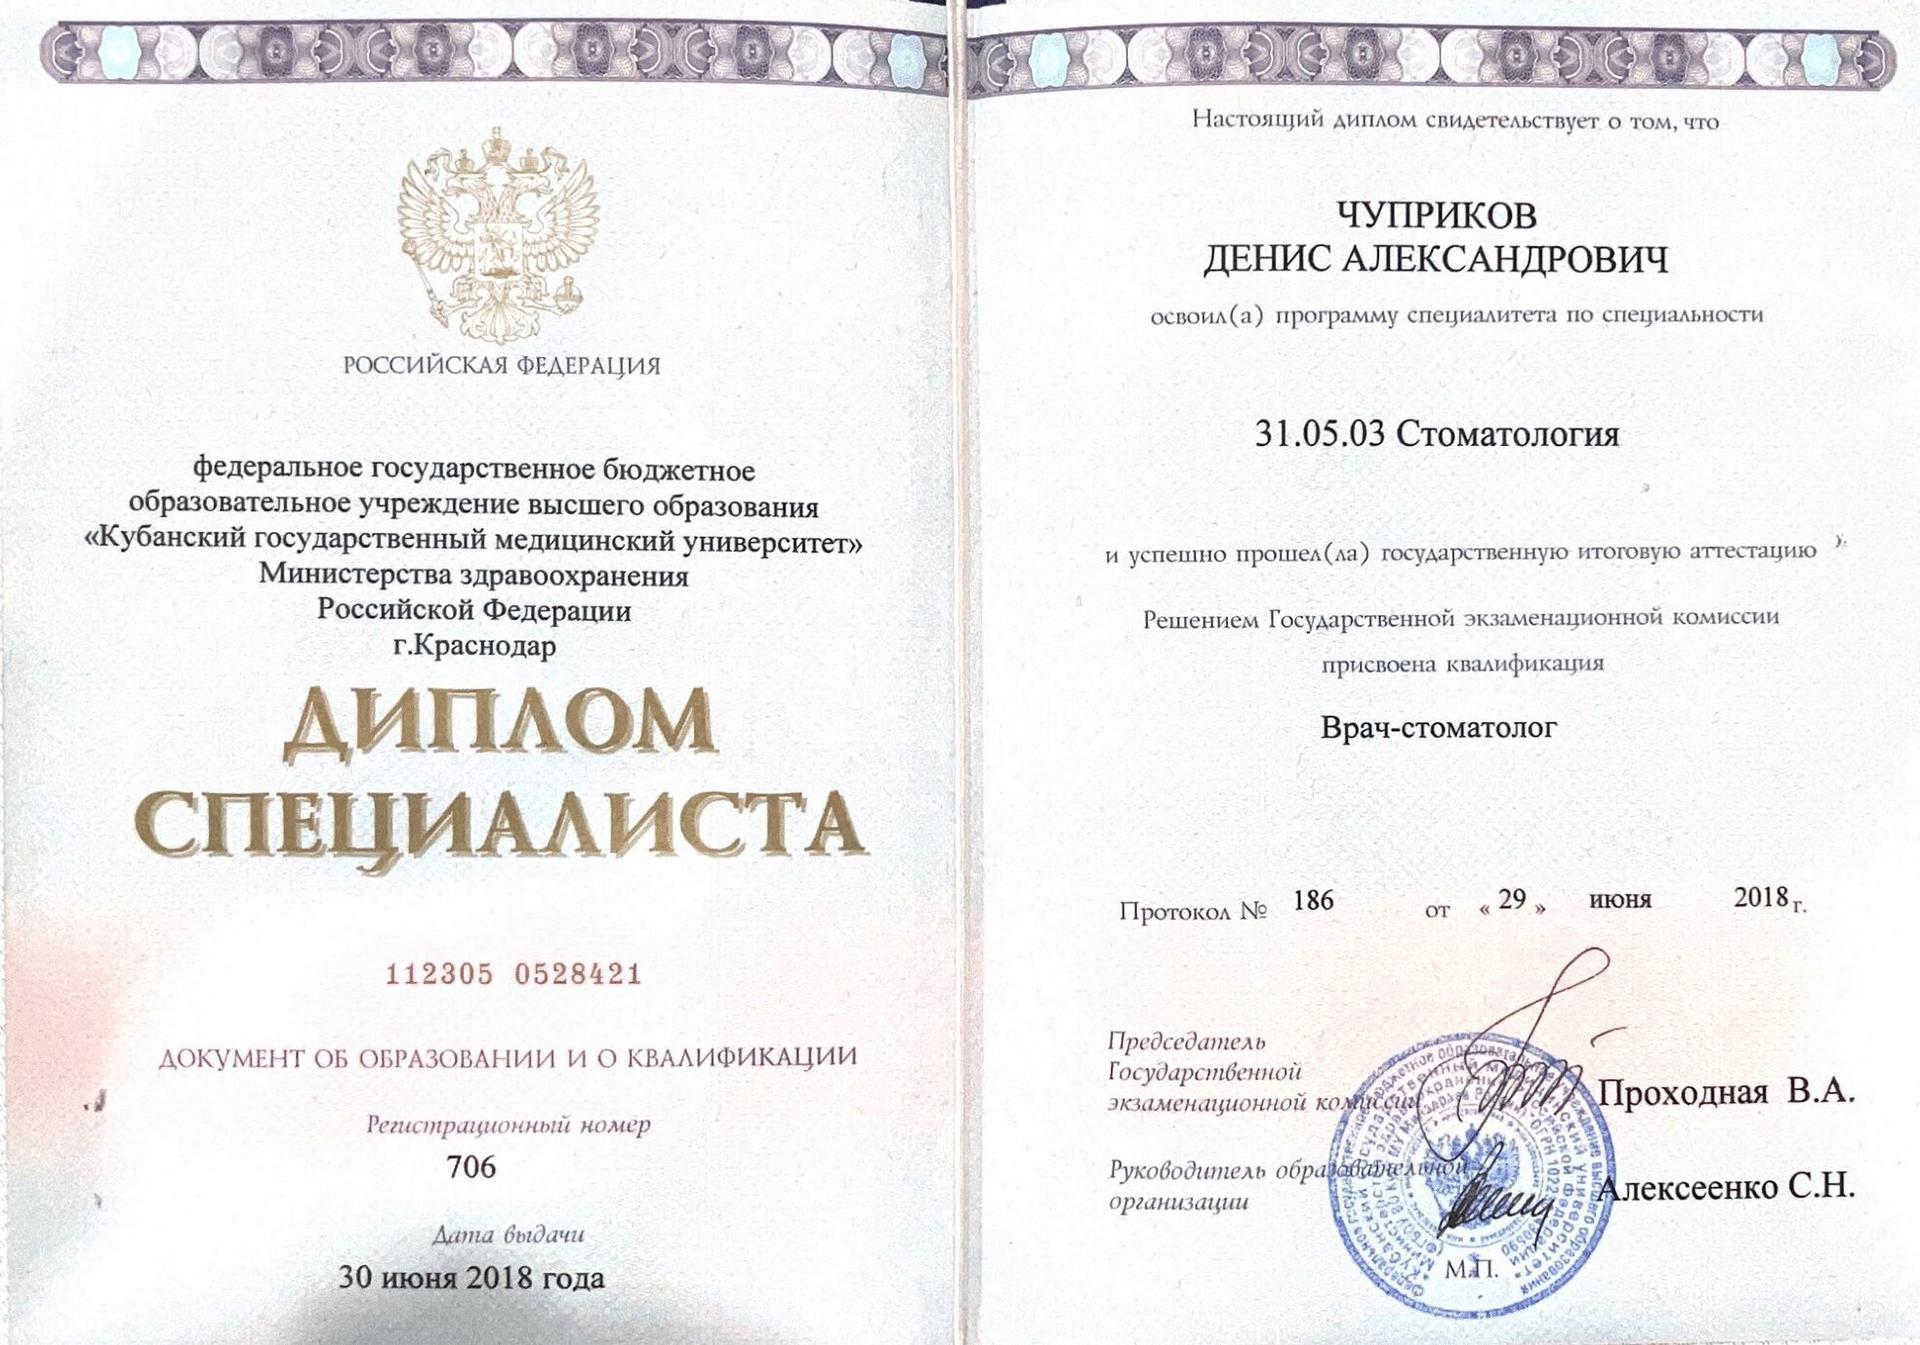 РОССИЙСКАЯ ФЕДЕРАЦИЯ
федеральное государственное бюджетное
образовательное учреждение высшего образования
«Кубанский государственный медицинский университет»
Министерства здравоохранения
Российской Федерации
г.Краснодар
ДИПЛОМ
СПЕЦИАЛИСТА
112305 0528421
ДОКУМЕНТ ОБ ОБРАЗОВАНИИ И О КВАЛИФИКАЦИИ
Регистрационный номер
706
Дата выдачи
30 июня 2018 года
Настоящий диплом свидетельствует о том, что
ЧУПРИКОВ
ДЕНИС АЛЕКСАНДРОВИЧ
освоил(а) программу специалитета по специальности
31.05.03 Стоматология
и успешно прошел(ла) государственную итоговую аттестацию
Решением Государственной экзаменационной комиссии
присвоена квалификация
Врач-стоматолог
Протокол № 186 от « 29 » июня 2018 г.
Председатель
Государственной
экзаменационной комиссии
Проходная В.А.
Руководитель образовательной
организации
Алексеенко С.Н.
М.П.